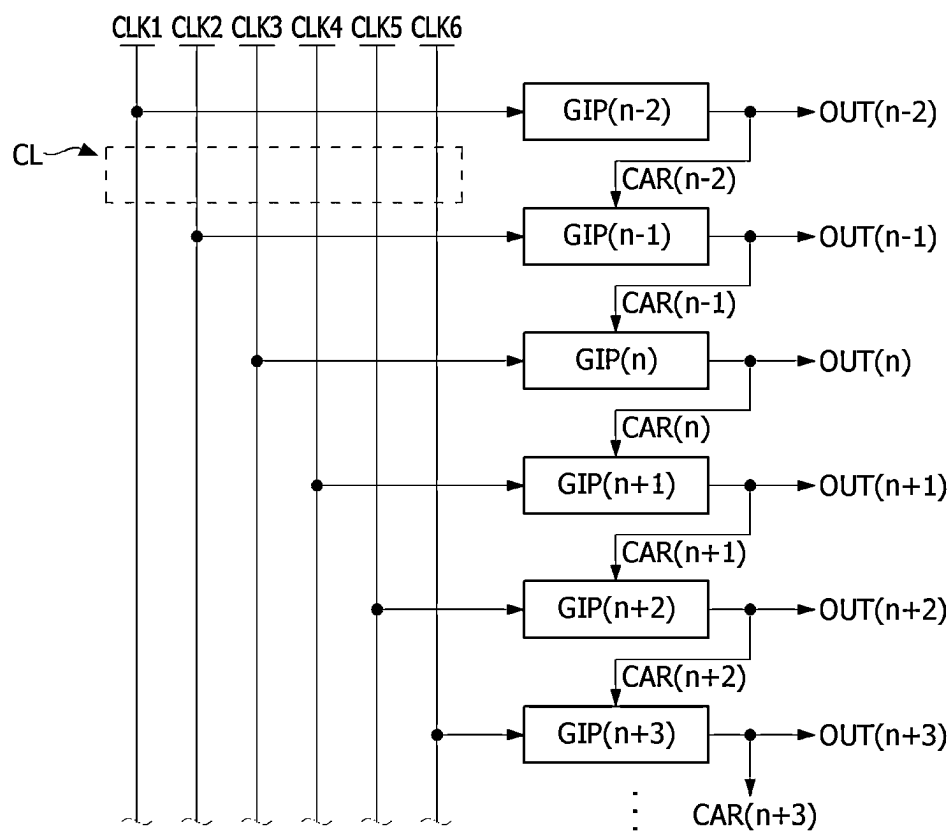 CLK1 CLK2 CLK3 CLK4 CLK5 CLK6
GIP(n-2) OUT(n-2)
CL
CAR(n-2)
GIP(n-1) OUT(n-1)
CAR(n-1)
GIP(n) OUT(n)
CAR(n)
GIP(n+1) OUT(n+1)
CAR(n+1)
GIP(n+2) OUT(n+2)
CAR(n+2)
GIP(n+3) OUT(n+3)
CAR(n+3)